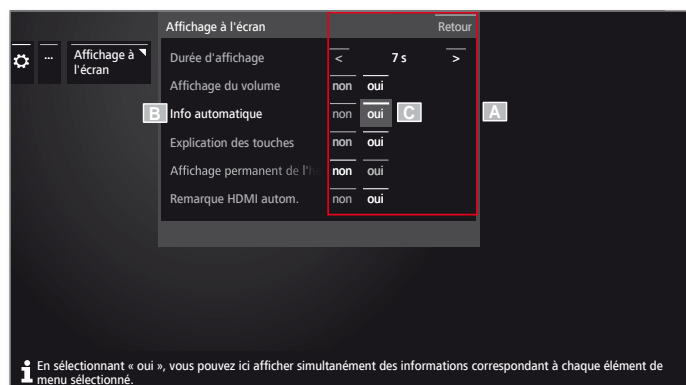 Affichage à l'écran Retour
... Affichage à
l'écran
Durée d'affichage < 7 s >
Affichage du volume non oui
B Info automatique non oui C A
Explication des touches non oui
Affichage permanent de l'h non oui
Remarque HDMI autom. non oui
En sélectionnant « oui », vous pouvez ici afficher simultanément des informations correspondant à chaque élément de
menu sélectionné.